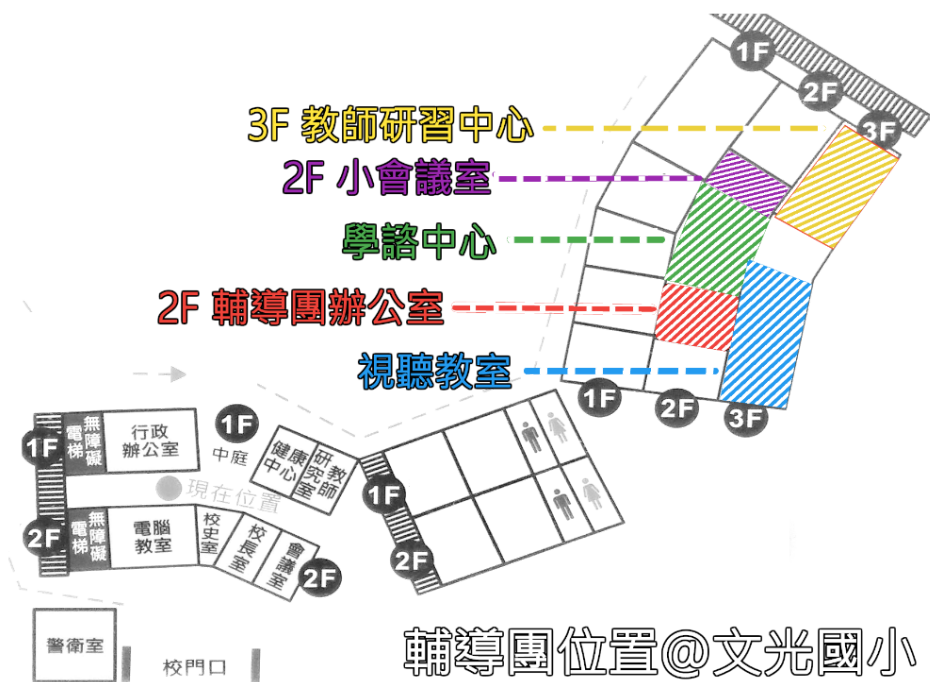 1F
2F
3F
3F 教師研習中心
2F 小會議室
學諮中心
2F 輔導團辦公室
視聽教室
1F
2F
3F
1F
無障礙
電梯
行政
辦公室
1F
中庭
健康
中心
教師
研究室
現在位置
1F
2F
2F
無障礙
電梯
電腦
教室
校史室
校長室
會議室
2F
警衛室
校門口
輔導團位置@文光國小